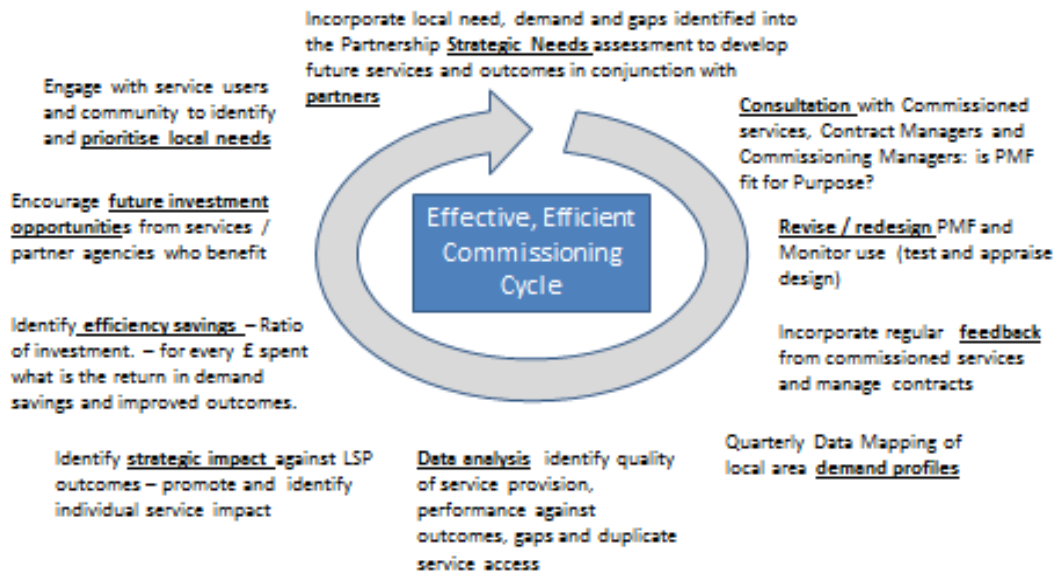 Incorporate local need, demand and gaps identified into
the Partnership Strategic Needs assessment to develop
future services and outcomes in conjunction with
partners
Consultation with Commissioned
services, Contract Managers and
Commissioning Managers: is PMF
fit for Purpose?
Revise / redesign PMF and
Monitor use (test and appraise
design)
Incorporate regular feedback
from commissioned services
and manage contracts
Quarterly Data Mapping of
local area demand profiles
Data analysis identify quality
of service provision,
performance against
outcomes, gaps and duplicate
service access
Identify strategic impact against LSP
outcomes – promote and identify
individual service impact
Identify efficiency savings – Ratio
of investment. – for every £ spent
what is the return in demand
savings and improved outcomes.
Encourage future investment
opportunities from services /
partner agencies who benefit
Engage with service users
and community to identify
and prioritise local needs
Effective, Efficient
Commissioning
Cycle